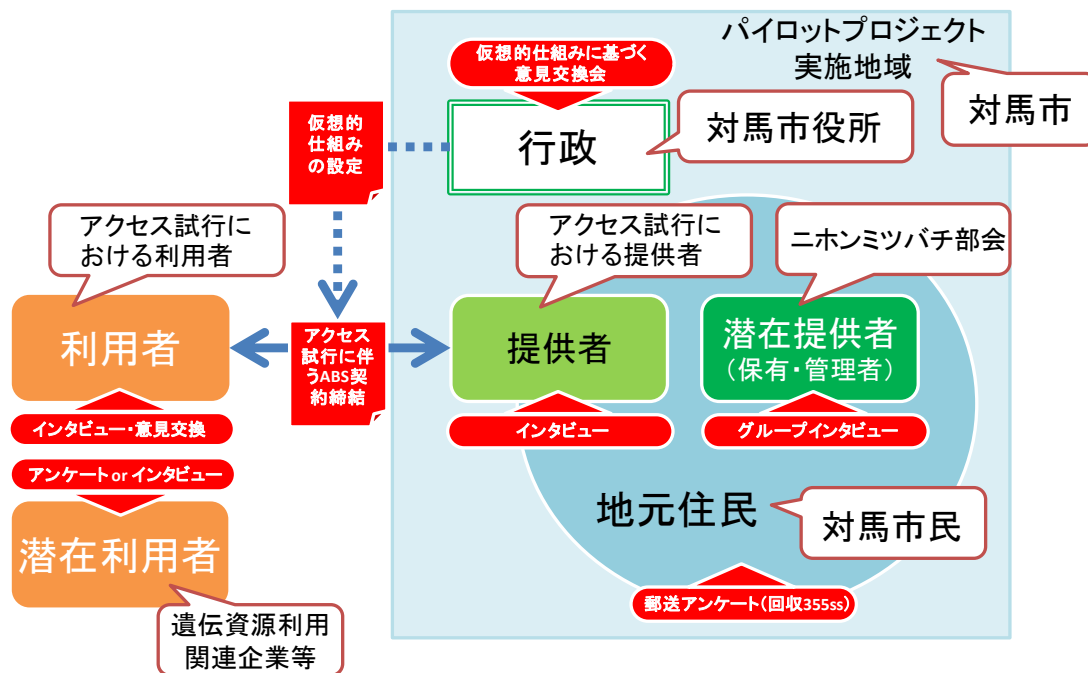 パイロットプロジェクト
実施地域
対馬市
仮想的仕組みに基づく
意見交換会
行政
対馬市役所
仮想的
仕組み
の設定
アクセス試行に
おける利用者
アクセス試行に
おける提供者
ニホンミツバチ部会
利用者
アクセス
試行に伴
うABS契
約締結
提供者
潜在提供者
（保有・管理者）
インタビュー・意見交換
インタビュー
グループインタビュー
アンケートor インタビュー
潜在利用者
遺伝資源利用
関連企業等
地元住民
対馬市民
郵送アンケート（回収355ss）